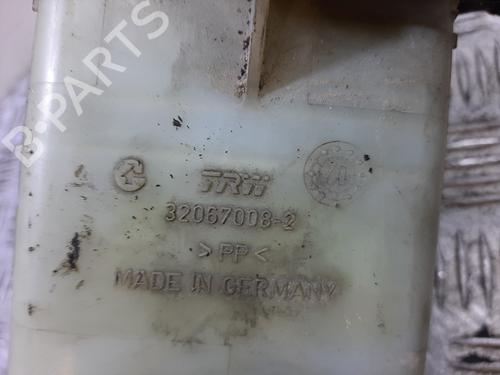 B-PARTS
TRW
32067008-2
>PP<
MADE IN GERMANY